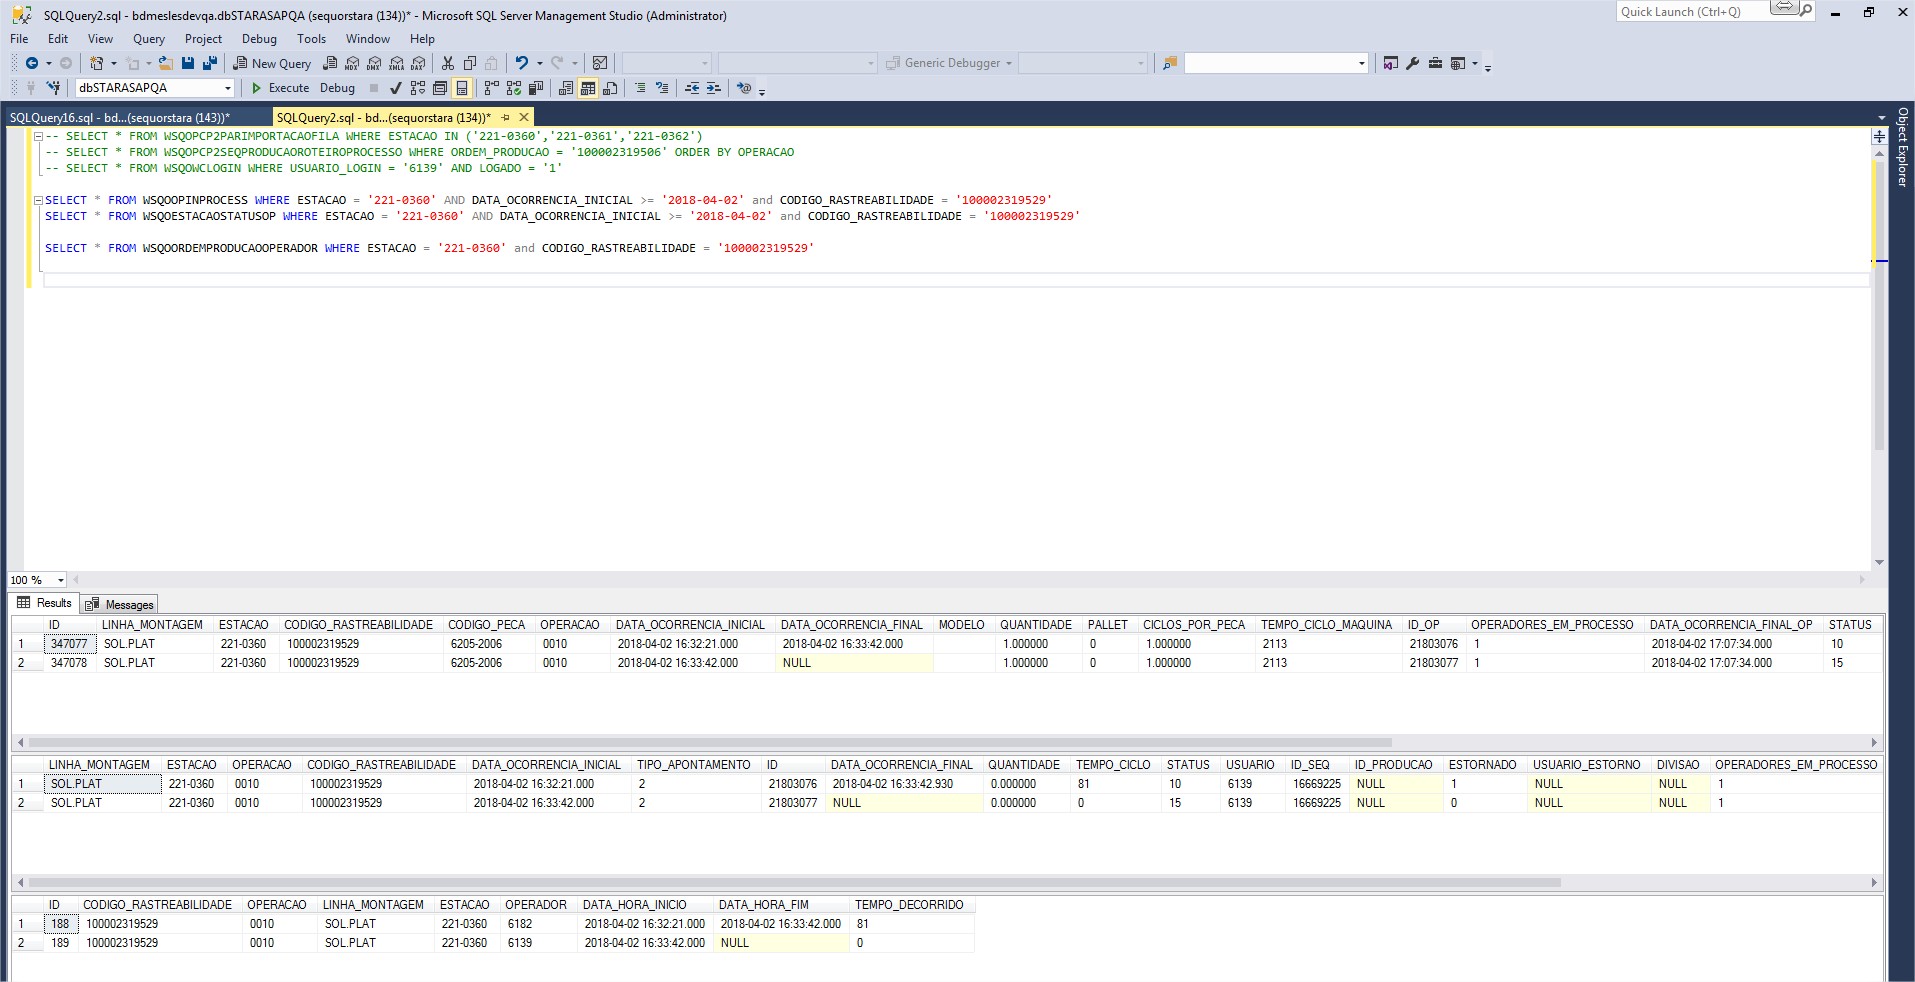 SQLQuery2.sql - bdmeslesdevqa.dbSTARASAPQA (sequorstara (134))* - Microsoft SQL Server Management Studio (Administrator)
Quick Launch (Ctrl+Q)
File Edit View Query Project Debug Tools Window Help
New Query MDX DMX XMLA DAX Generic Debugger
dbSTARASAPQA Execute Debug
SQLQuery16.sql - bd...(sequorstara (143))* SQLQuery2.sql - bd...(sequorstara (134))*
Object Explorer
-- SELECT * FROM WSQOPCP2PARIMPORTACAOFILA WHERE ESTACAO IN ('221-0360','221-0361','221-0362')
-- SELECT * FROM WSQOPCP2SEQPRODUCAOROTEIROPROCESSO WHERE ORDEM_PRODUCAO = '100002319506' ORDER BY OPERACAO
-- SELECT * FROM WSQOWCLOGIN WHERE USUARIO_LOGIN = '6139' AND LOGADO = '1'
SELECT * FROM WSQOOPINPROCESS WHERE ESTACAO = '221-0360' AND DATA_OCORRENCIA_INICIAL >= '2018-04-02' and CODIGO_RASTREABILIDADE = '100002319529'
SELECT * FROM WSQOESTACAOSTATUSOP WHERE ESTACAO = '221-0360' AND DATA_OCORRENCIA_INICIAL >= '2018-04-02' and CODIGO_RASTREABILIDADE = '100002319529'
SELECT * FROM WSQOORDEMPRODUCAOOPERADOR WHERE ESTACAO = '221-0360' and CODIGO_RASTREABILIDADE = '100002319529'
100 %
Results Messages
ID LINHA_MONTAGEM ESTACAO CODIGO_RASTREABILIDADE CODIGO_PECA OPERACAO DATA_OCORRENCIA_INICIAL DATA_OCORRENCIA_FINAL MODELO QUANTIDADE PALLET CICLOS_POR_PECA TEMPO_CICLO_MAQUINA ID_OP OPERADORES_EM_PROCESSO DATA_OCORRENCIA_FINAL_OP STATUS
1 347077 SOL.PLAT 221-0360 100002319529 6205-2006 0010 2018-04-02 16:32:21.000 2018-04-02 16:33:42.000 1.000000 0 1.000000 2113 21803076 1 2018-04-02 17:07:34.000 10
2 347078 SOL.PLAT 221-0360 100002319529 6205-2006 0010 2018-04-02 16:33:42.000 NULL 1.000000 0 1.000000 2113 21803077 1 2018-04-02 17:07:34.000 15
LINHA_MONTAGEM ESTACAO OPERACAO CODIGO_RASTREABILIDADE DATA_OCORRENCIA_INICIAL TIPO_APONTAMENTO ID DATA_OCORRENCIA_FINAL QUANTIDADE TEMPO_CICLO STATUS USUARIO ID_SEQ ID_PRODUCAO ESTORNADO USUARIO_ESTORNO DIVISAO OPERADORES_EM_PROCESSO
1 SOL.PLAT 221-0360 0010 100002319529 2018-04-02 16:32:21.000 2 21803076 2018-04-02 16:33:42.930 0.000000 81 10 6139 16669225 NULL 1 NULL NULL 1
2 SOL.PLAT 221-0360 0010 100002319529 2018-04-02 16:33:42.000 2 21803077 NULL 0.000000 0 15 6139 16669225 NULL 0 NULL NULL 1
ID CODIGO_RASTREABILIDADE OPERACAO LINHA_MONTAGEM ESTACAO OPERADOR DATA_HORA_INICIO DATA_HORA_FIM TEMPO_DECORRIDO
1 188 100002319529 0010 SOL.PLAT 221-0360 6182 2018-04-02 16:32:21.000 2018-04-02 16:33:42.000 81
2 189 100002319529 0010 SOL.PLAT 221-0360 6139 2018-04-02 16:33:42.000 NULL 0